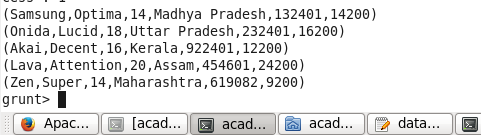 (Samsung,Optima,14,Madhya Pradesh,132401,14200)
(Onida,Lucid,18,Uttar Pradesh,232401,16200)
(Akai,Decent,16,Kerala,922401,12200)
(Lava,Attention,20,Assam,454601,24200)
(Zen,Super,14,Maharashtra,619082,9200)
grunt>
Apac... [acad... acad... acad... data...